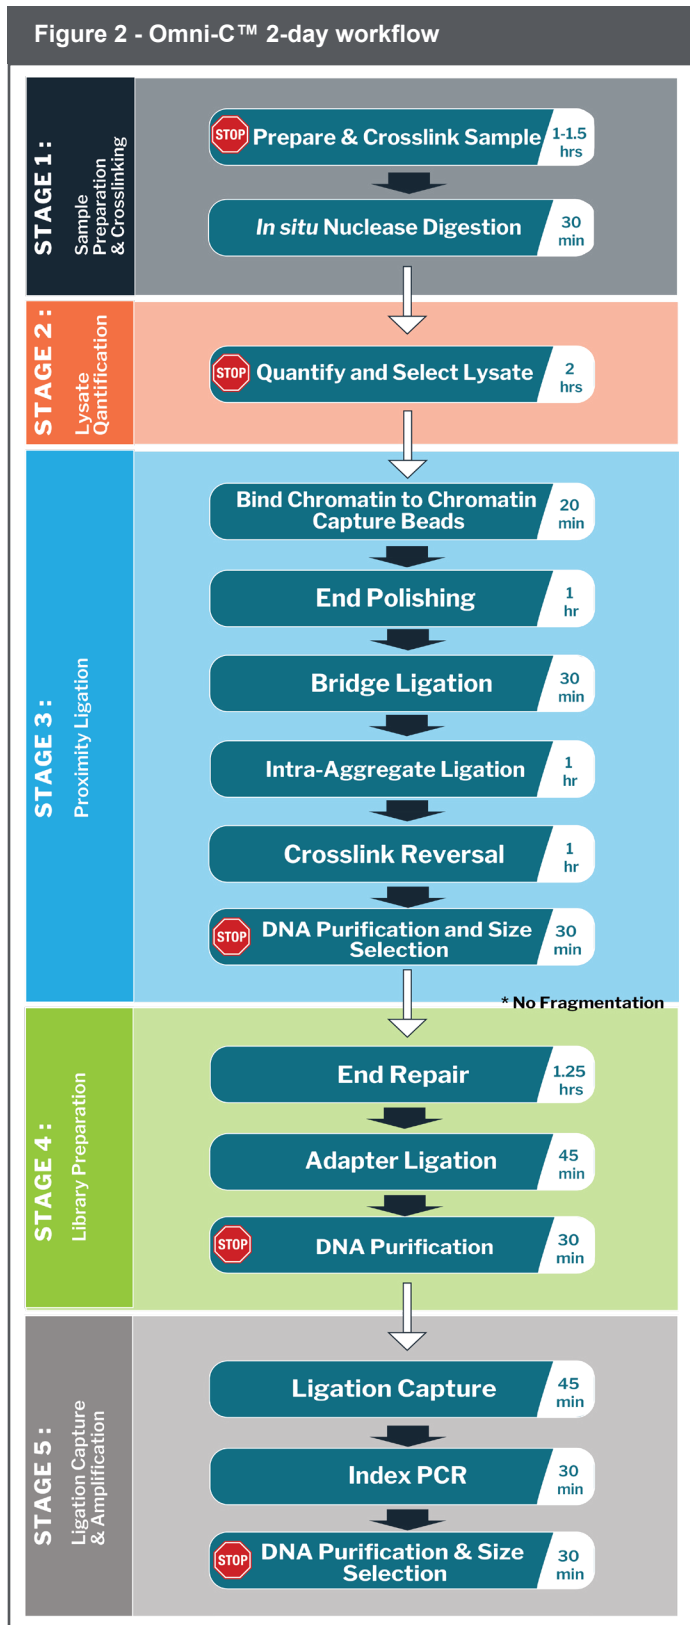 Figure 2 - Omni-C™ 2-day workflow
STAGE 1:
Sample
Preparation
& Crosslinking
STOP
Prepare & Crosslink Sample
1-1.5
hrs
In situ Nuclease Digestion
30
min
STAGE 2:
Lysate
Qantification
STOP
Quantify and Select Lysate
2
hrs
STAGE 3:
Proximity Ligation
Bind Chromatin to Chromatin
Capture Beads
20
min
End Polishing
1
hr
Bridge Ligation
30
min
Intra-Aggregate Ligation
1
hr
Crosslink Reversal
1
hr
STOP
DNA Purification and Size
Selection
30
min
* No Fragmentation
STAGE 4:
Library Preparation
End Repair
1.25
hrs
Adapter Ligation
45
min
STOP
DNA Purification
30
min
STAGE 5:
Ligation Capture
& Amplification
Ligation Capture
45
min
Index PCR
30
min
STOP
DNA Purification & Size
Selection
30
min